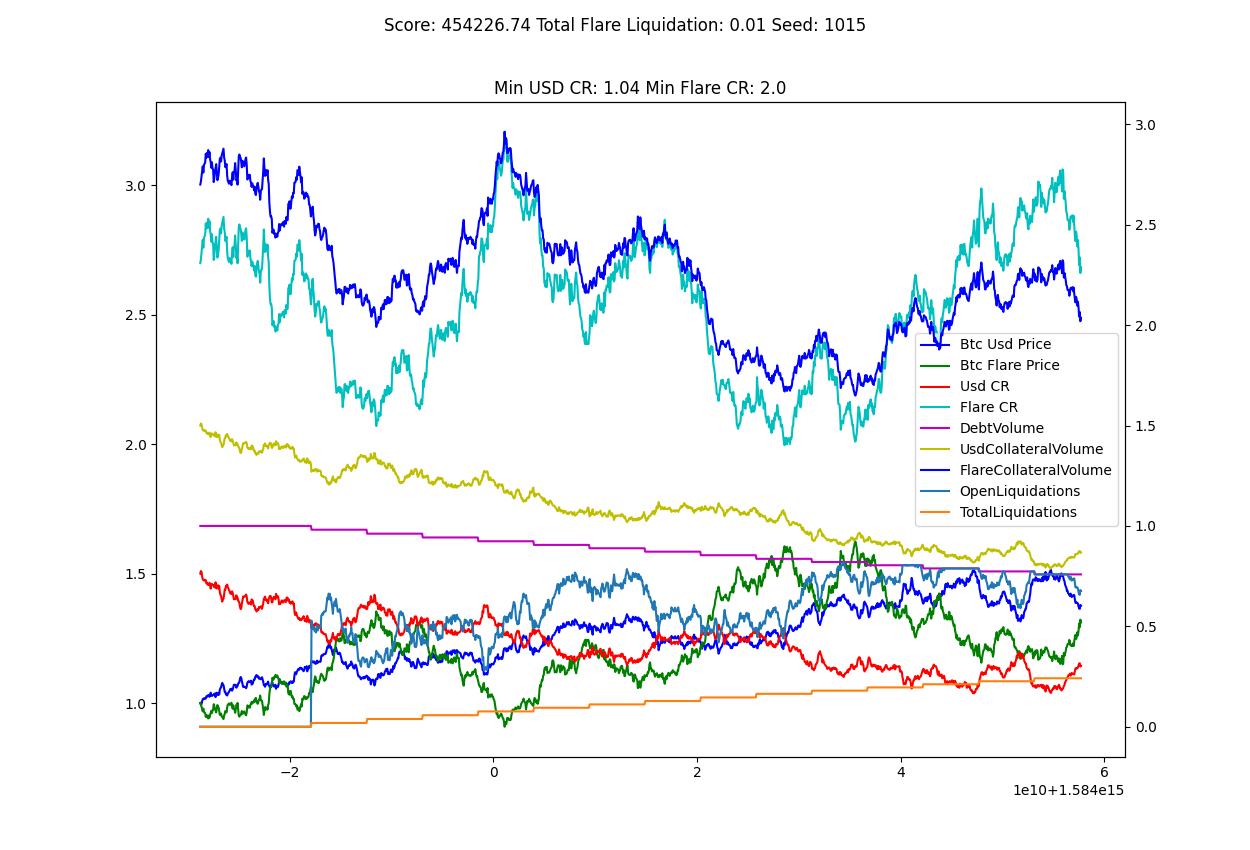 Score: 454226.74 Total Flare Liquidation: 0.01 Seed: 1015
Min USD CR: 1.04 Min Flare CR: 2.0
3.0
2.5
2.0
1.5
1.0
3.0
2.5
2.0
1.5
1.0
0.5
0.0
Btc Usd Price
Btc Flare Price
Usd CR
Flare CR
DebtVolume
UsdCollateralVolume
FlareCollateralVolume
OpenLiquidations
TotalLiquidations
−2 0 2 4 6
1e10+1.584e15